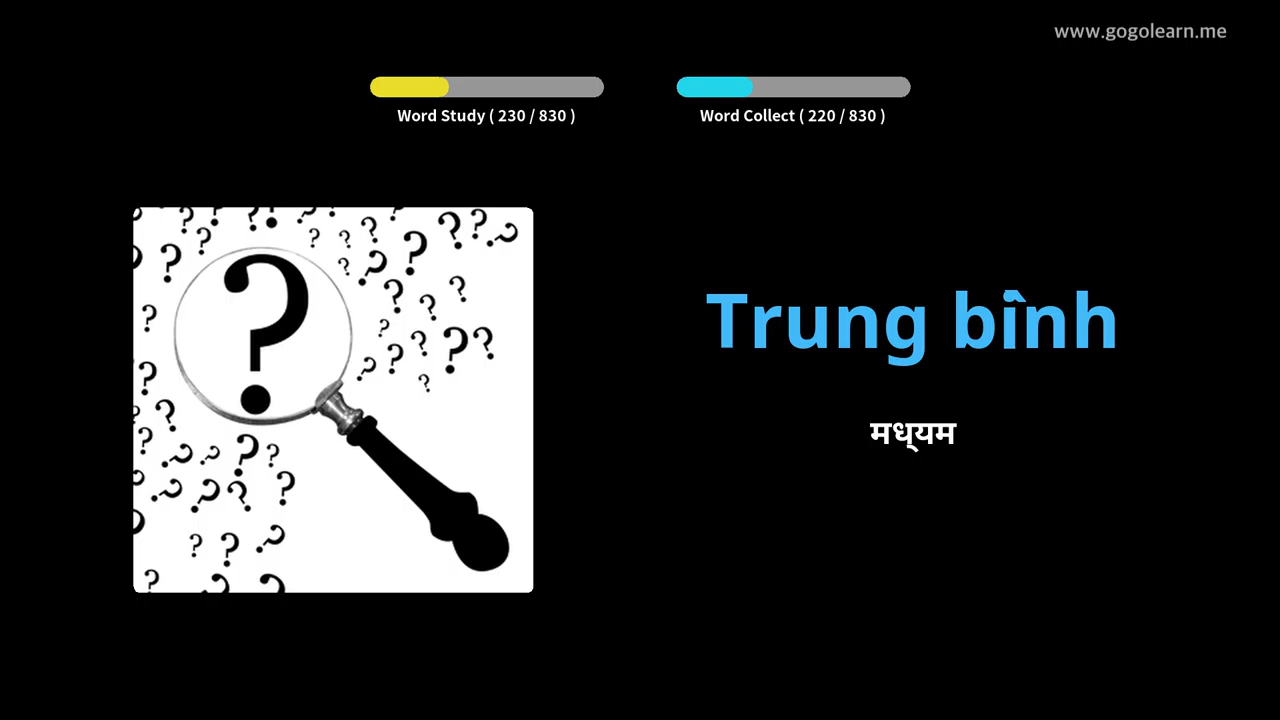 www.gogolearn.me
Word Study ( 230 / 830 )
Word Collect ( 220 / 830 )
Trung bình
मध्यम